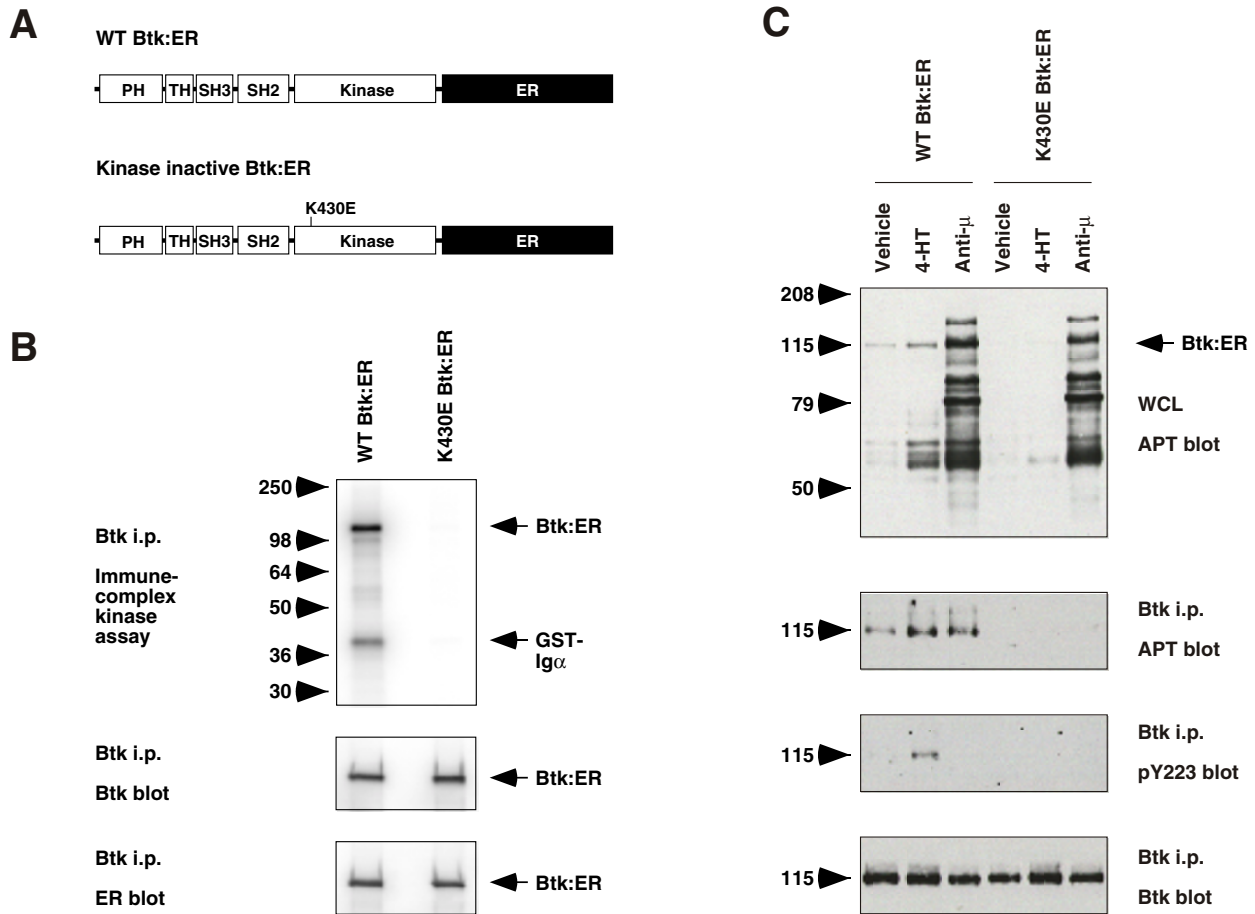 A
WT Btk:ER
PH TH SH3 SH2 Kinase ER
Kinase inactive Btk:ER
K430E
PH TH SH3 SH2 Kinase ER
B
WT Btk:ER
K430E Btk:ER
250
98
64
50
36
30
Btk i.p.
Immune-
complex
kinase
assay
Btk:ER
GST-
Igα
Btk i.p.
Btk blot
Btk:ER
Btk i.p.
ER blot
Btk:ER
C
WT Btk:ER
K430E Btk:ER
Vehicle
4-HT
Anti-μ
Vehicle
4-HT
Anti-μ
208
115
79
50
Btk:ER
WCL
APT blot
115
Btk i.p.
APT blot
115
Btk i.p.
pY223 blot
115
Btk i.p.
Btk blot